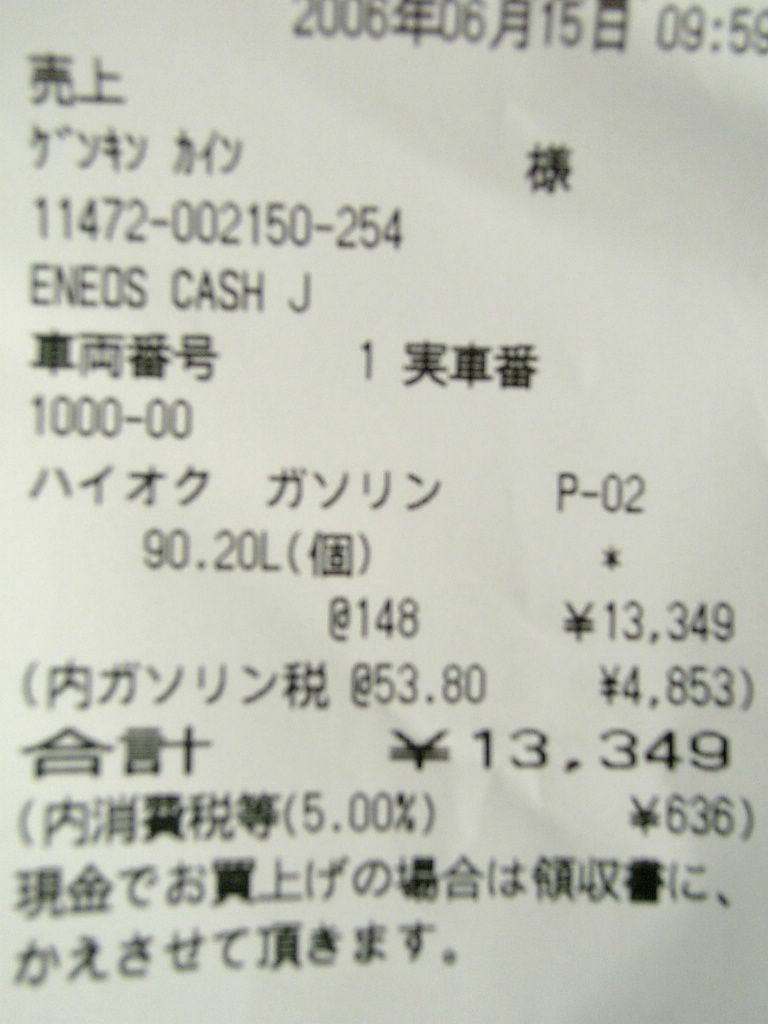 2006年06月15日 09:59
売上
ｹﾞﾝｷﾝ ｶｲﾝ 様
11472-002150-254
ENEOS CASH J
車両番号 1 実車番
1000-00
ハイオク ガソリン P-02
90.20L(個) *
@148 ¥13,349
(内ガソリン税 @53.80 ¥4,853)
合計 ¥13,349
(内消費税等(5.00%) ¥636)
現金でお買上げの場合は領収書に、
かえさせて頂きます。